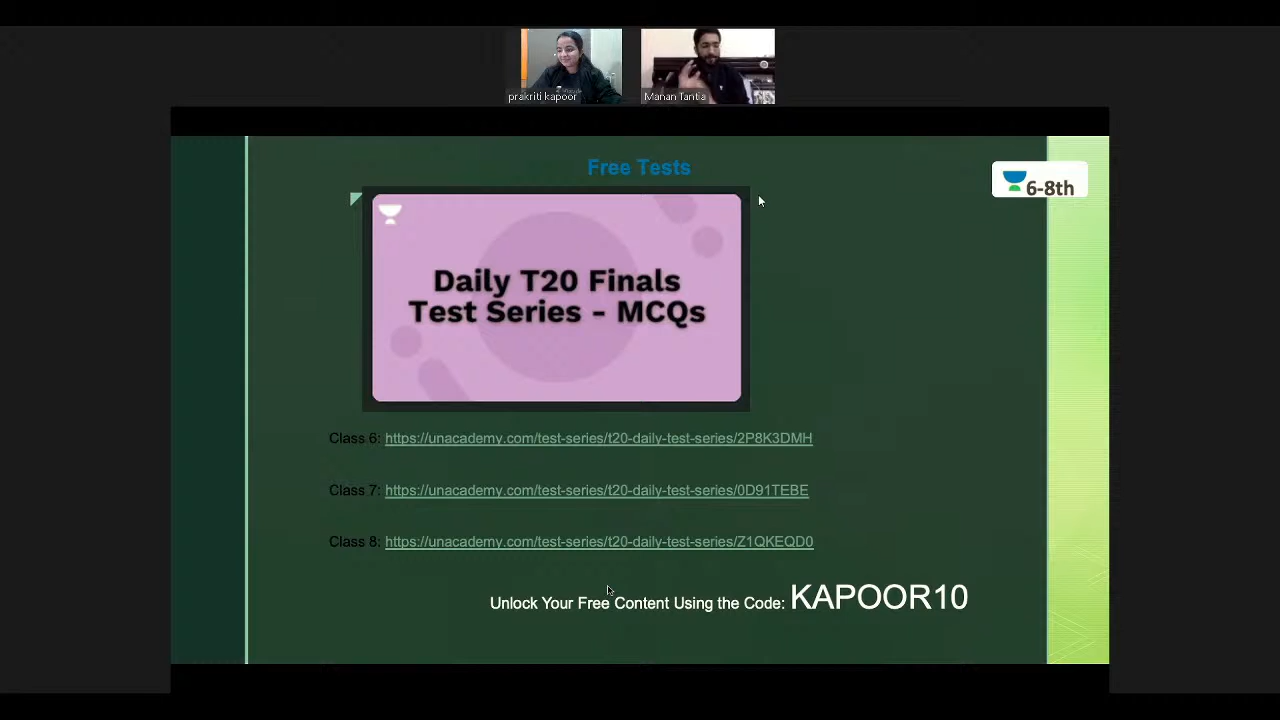 prakriti kapoor
Manan Tantia
Free Tests
6-8th
Daily T20 Finals
Test Series - MCQs
Class 6: https://unacademy.com/test-series/t20-daily-test-series/2P8K3DMH
Class 7: https://unacademy.com/test-series/t20-daily-test-series/0D91TEBE
Class 8: https://unacademy.com/test-series/t20-daily-test-series/Z1QKEQD0
Unlock Your Free Content Using the Code: KAPOOR10